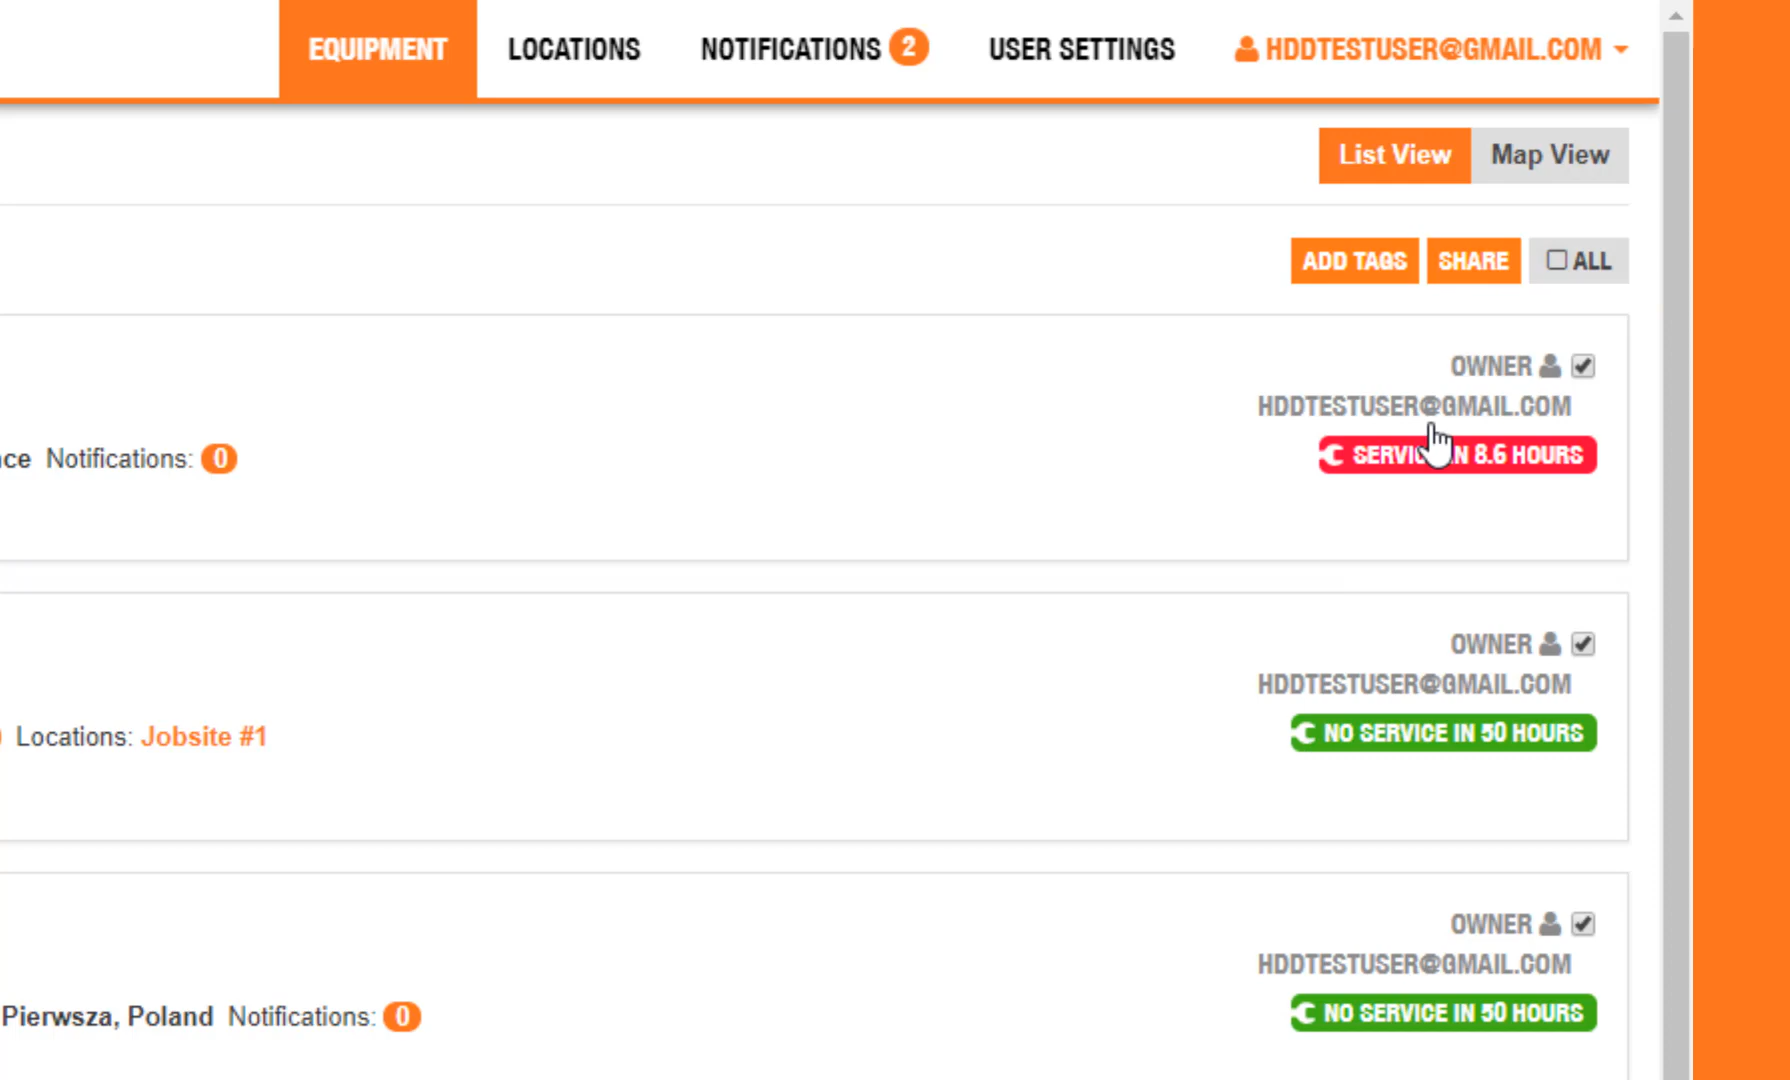 EQUIPMENT LOCATIONS NOTIFICATIONS 2 USER SETTINGS HDDTESTUSER@GMAIL.COM
List View Map View
ADD TAGS SHARE ALL
OWNER
HDDTESTUSER@GMAIL.COM
Notifications: 0 SERVICE IN 8.6 HOURS
OWNER
HDDTESTUSER@GMAIL.COM
Locations: Jobsite #1 NO SERVICE IN 50 HOURS
OWNER
HDDTESTUSER@GMAIL.COM
Pierwsza, Poland Notifications: 0 NO SERVICE IN 50 HOURS